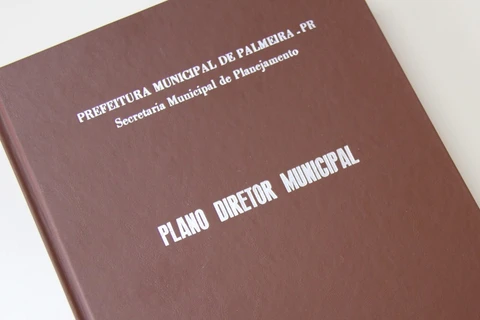 PREFEITURA MUNICIPAL DE PALMEIRA - PR
Secretaria Municipal de Planejamento
PLANO DIRETOR MUNICIPAL